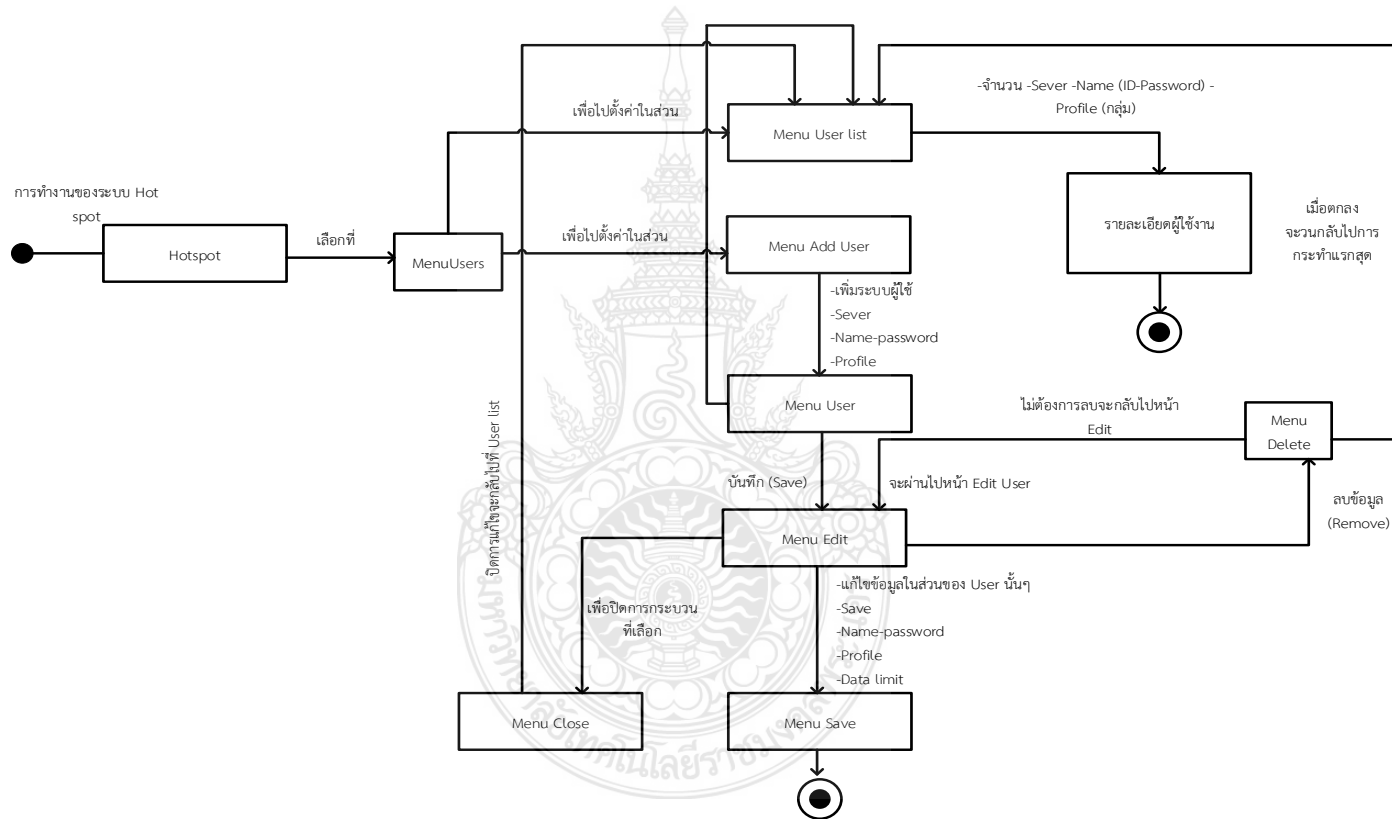 -จำนวน -Sever -Name (ID-Password) -
Profile (กลุ่ม)
เพื่อไปตั้งค่าในส่วน
Menu User list
การทำงานของระบบ Hot
spot
Hotspot
เลือกที่
MenuUsers
เพื่อไปตั้งค่าในส่วน
Menu Add User
รายละเอียดผู้ใช้งาน
เมื่อตกลง
จะวนกลับไปการ
กระทำแรกสุด
-เพิ่มระบบผู้ใช้
-Sever
-Name-password
-Profile
Menu User
ไม่ต้องการลบจะกลับไปหน้า
Edit
Menu
Delete
ปิดการแก้ไขจะกลับไปที่ User list
บันทึก (Save)
จะผ่านไปหน้า Edit User
ลบข้อมูล
(Remove)
Menu Edit
เพื่อปิดการกระบวน
ที่เลือก
-แก้ไขข้อมูลในส่วนของ User นั้นๆ
-Save
-Name-password
-Profile
-Data limit
Menu Close
Menu Save